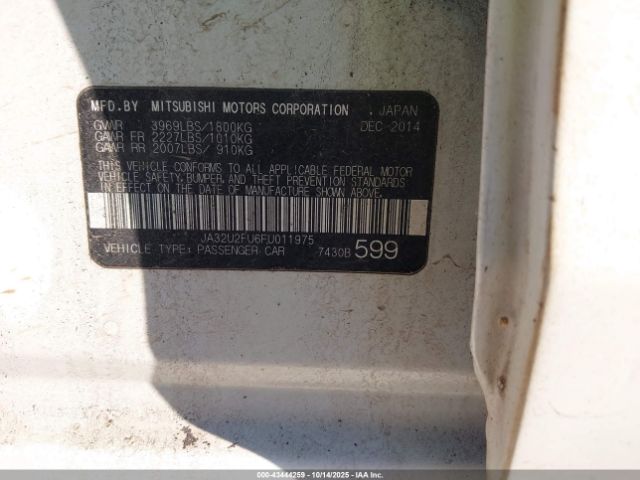 MFD.BY MITSUBISHI MOTORS CORPORATION JAPAN
GVWR 3969LBS/1800KG DEC-2014
GAWR FR 2227LBS/1010KG
GAWR RR 2007LBS/ 910KG
THIS VEHICLE CONFORMS TO ALL APPLICABLE FEDERAL MOTOR
VEHICLE SAFETY,BUMPER,AND THEFT PREVENTION STANDARDS
IN EFFECT ON THE DATE OF MANUFACTURE SHOWN ABOVE.
JA32U2FU6FU011975
VEHICLE TYPE: PASSENGER CAR 7430B 599
000-43444259 | 10/14/2025 - Copyright © IAA, LLC.